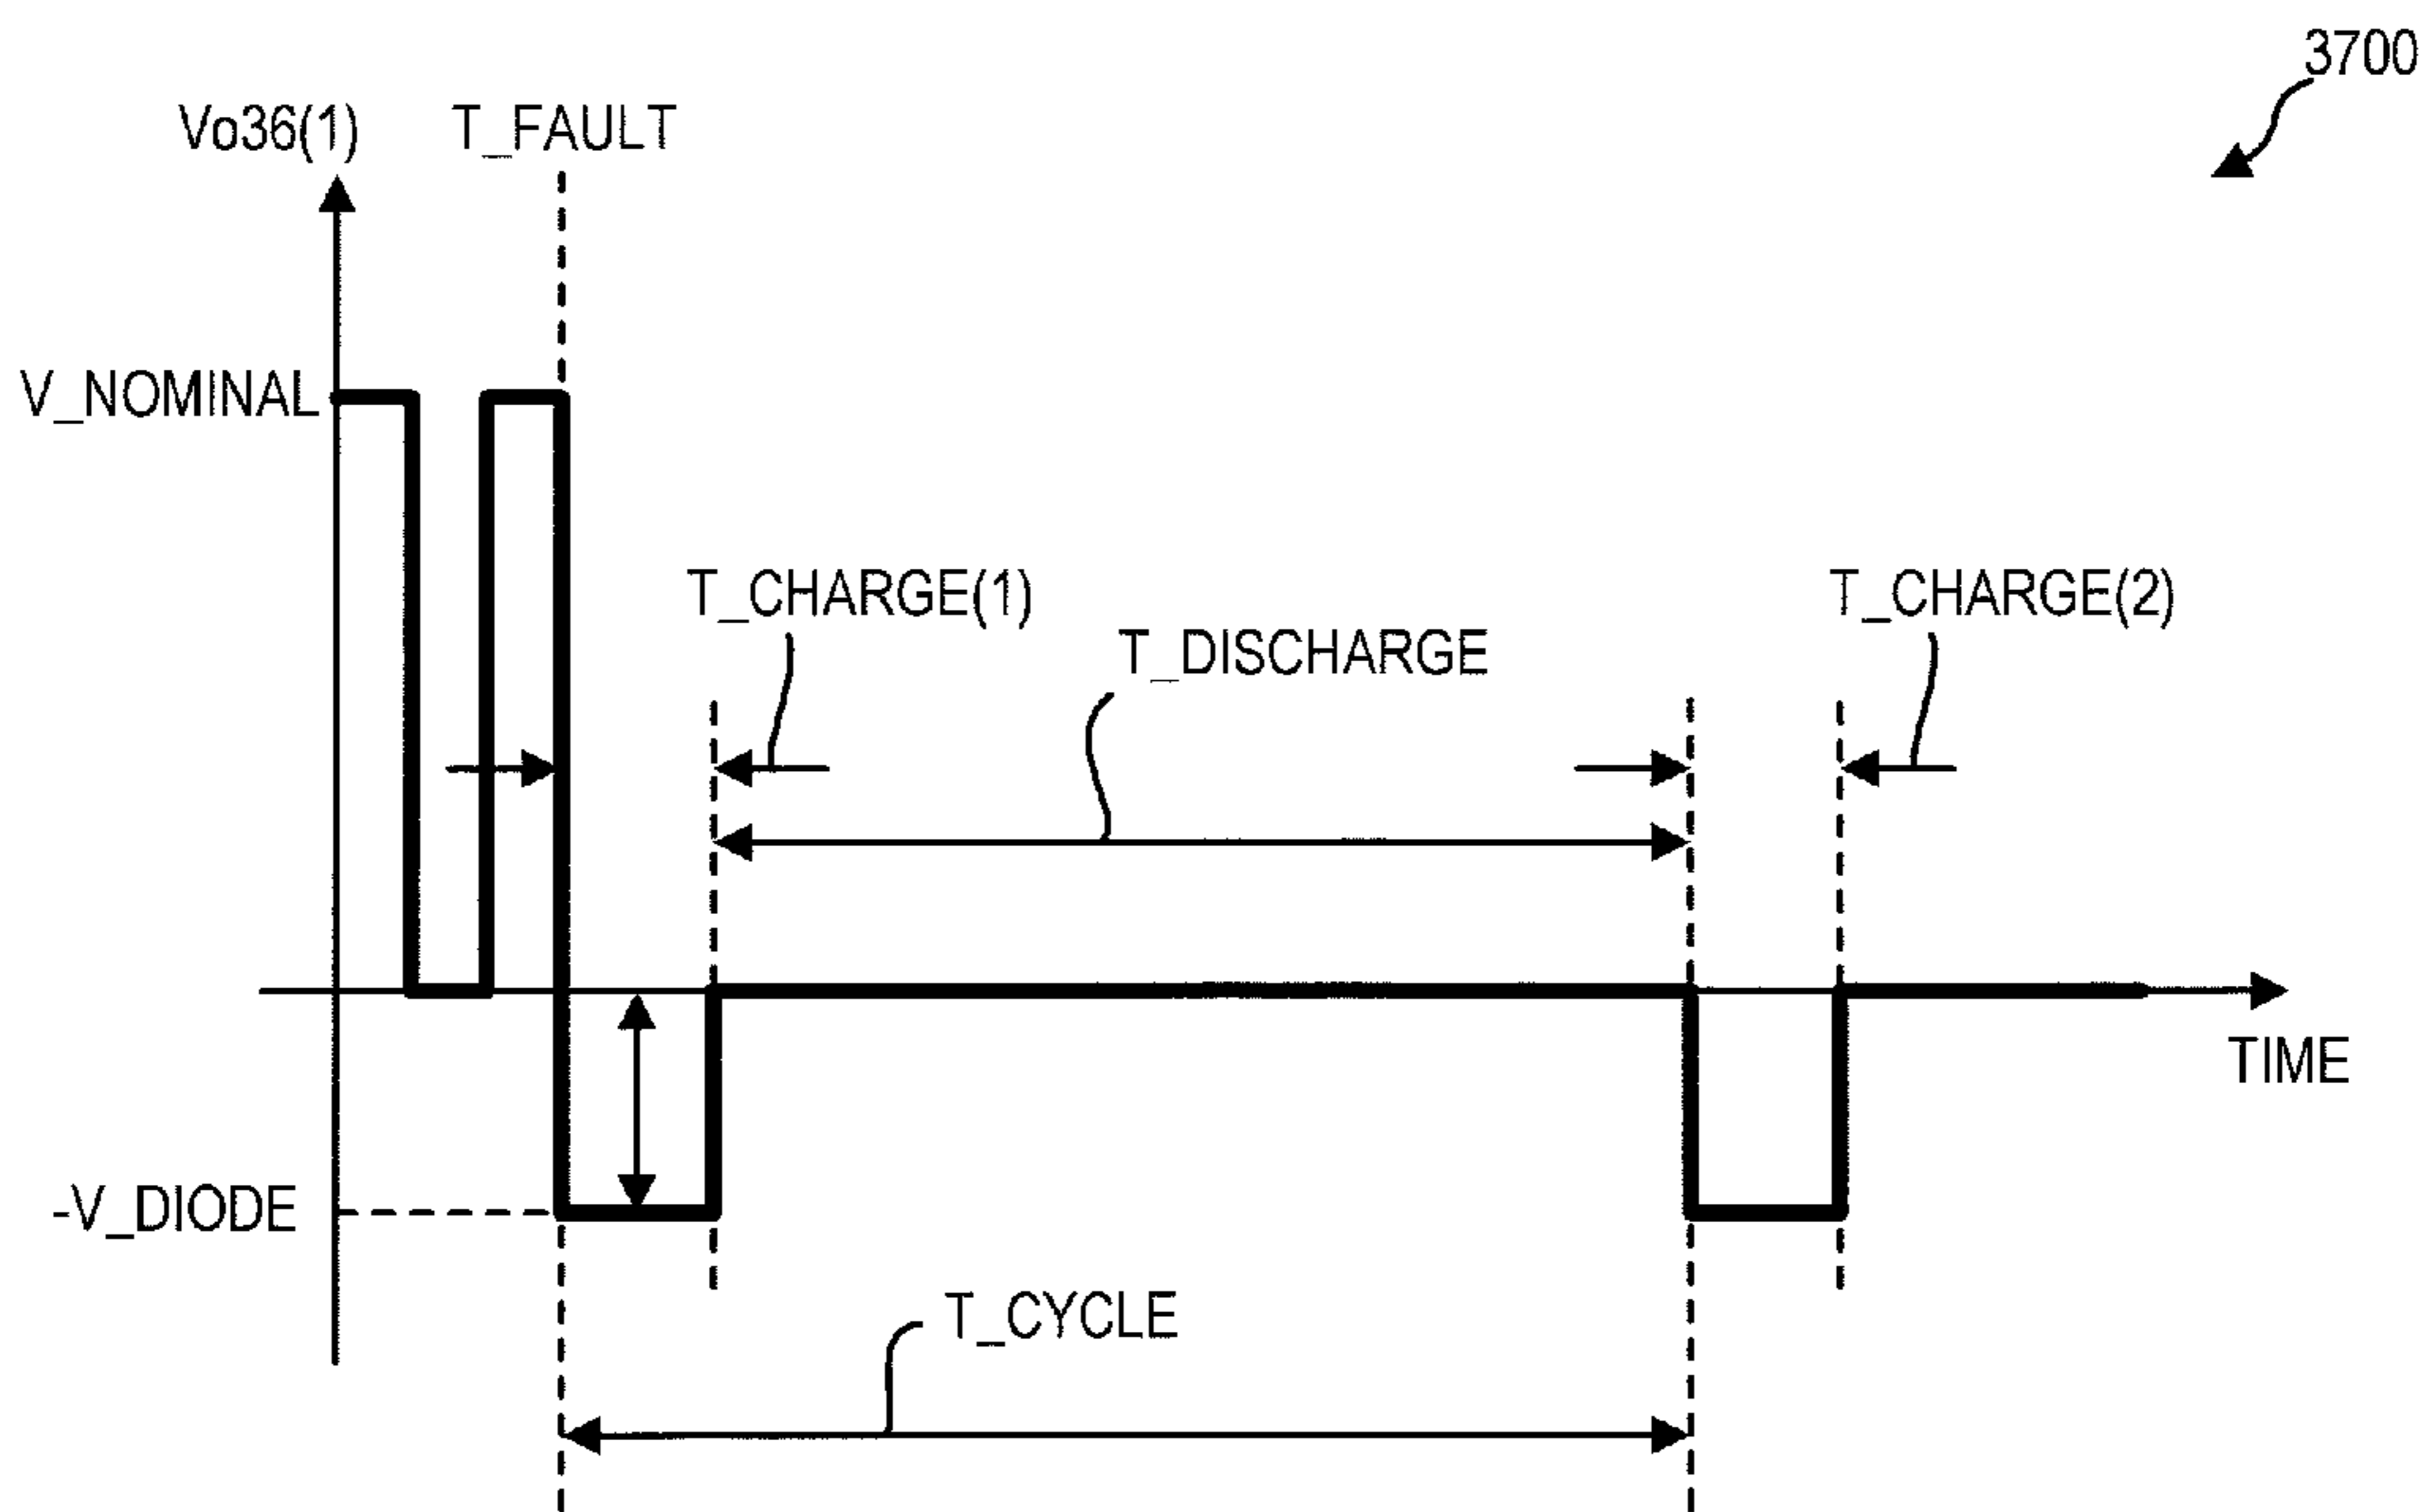 3700
Vo36(1)
T_FAULT
V_NOMINAL
T_CHARGE(1)
T_CHARGE(2)
T_DISCHARGE
TIME
-V_DIODE
T_CYCLE